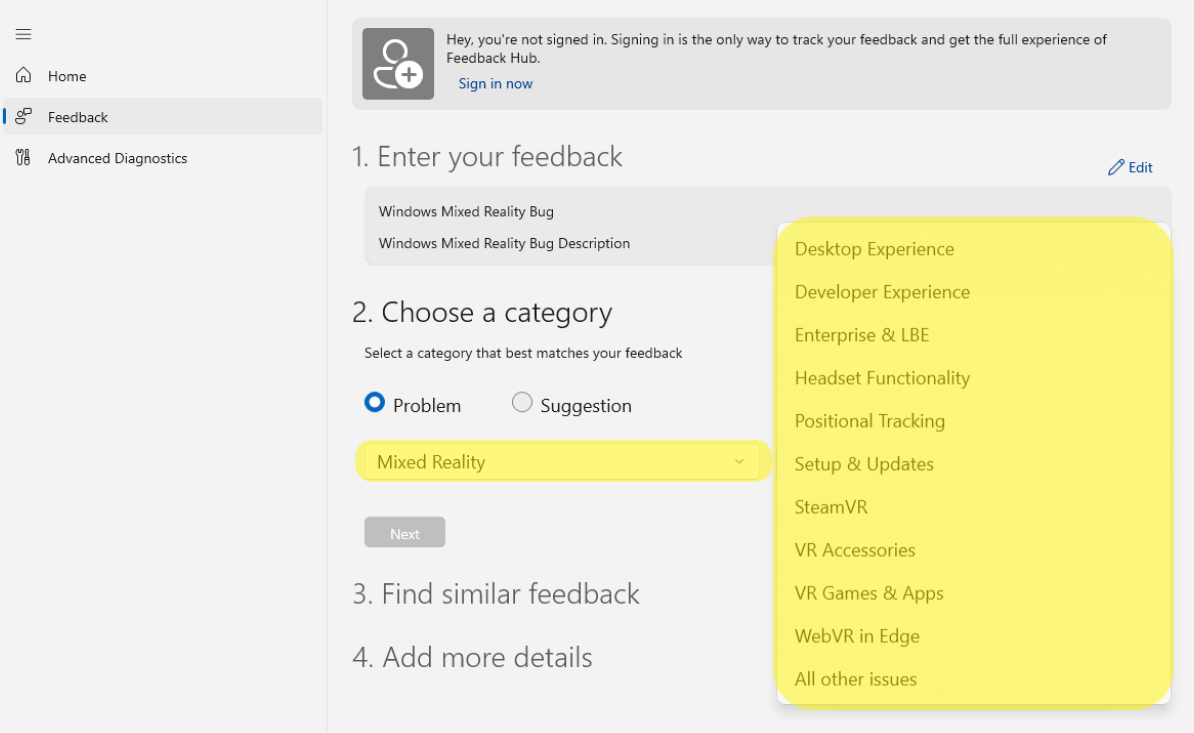 Home
Feedback
Advanced Diagnostics
Hey, you're not signed in. Signing in is the only way to track your feedback and get the full experience of
Feedback Hub.
Sign in now
1. Enter your feedback
Edit
Windows Mixed Reality Bug
Windows Mixed Reality Bug Description
2. Choose a category
Select a category that best matches your feedback
Problem
Suggestion
Mixed Reality
Next
3. Find similar feedback
4. Add more details
Desktop Experience
Developer Experience
Enterprise & LBE
Headset Functionality
Positional Tracking
Setup & Updates
SteamVR
VR Accessories
VR Games & Apps
WebVR in Edge
All other issues